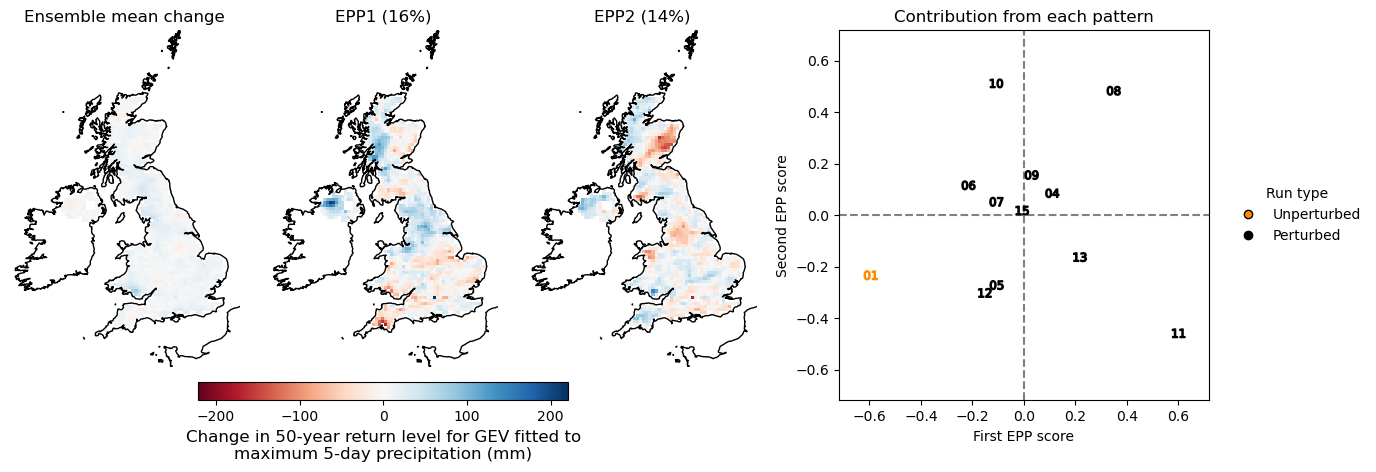 Ensemble mean change
EPP1 (16%)
EPP2 (14%)
Contribution from each pattern
−200
−100
0
100
200
Change in 50-year return level for GEV fitted to
maximum 5-day precipitation (mm)
Second EPP score
0.6
0.4
0.2
0.0
−0.2
−0.4
−0.6
10
08
09
06
04
07
15
13
01
05
12
11
−0.6
−0.4
−0.2
0.0
0.2
0.4
0.6
First EPP score
Run type
Unperturbed
Perturbed